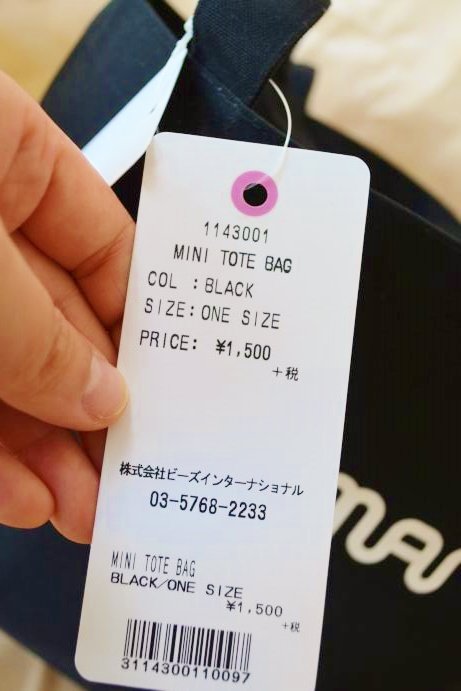 1143001
MINI TOTE BAG
COL :BLACK
SIZE:ONE SIZE
PRICE: ¥1,500
+税
株式会社ビーズインターナショナル
03-5768-2233
MINI TOTE BAG
BLACK/ONE SIZE
¥1,500
+税
3114300110097